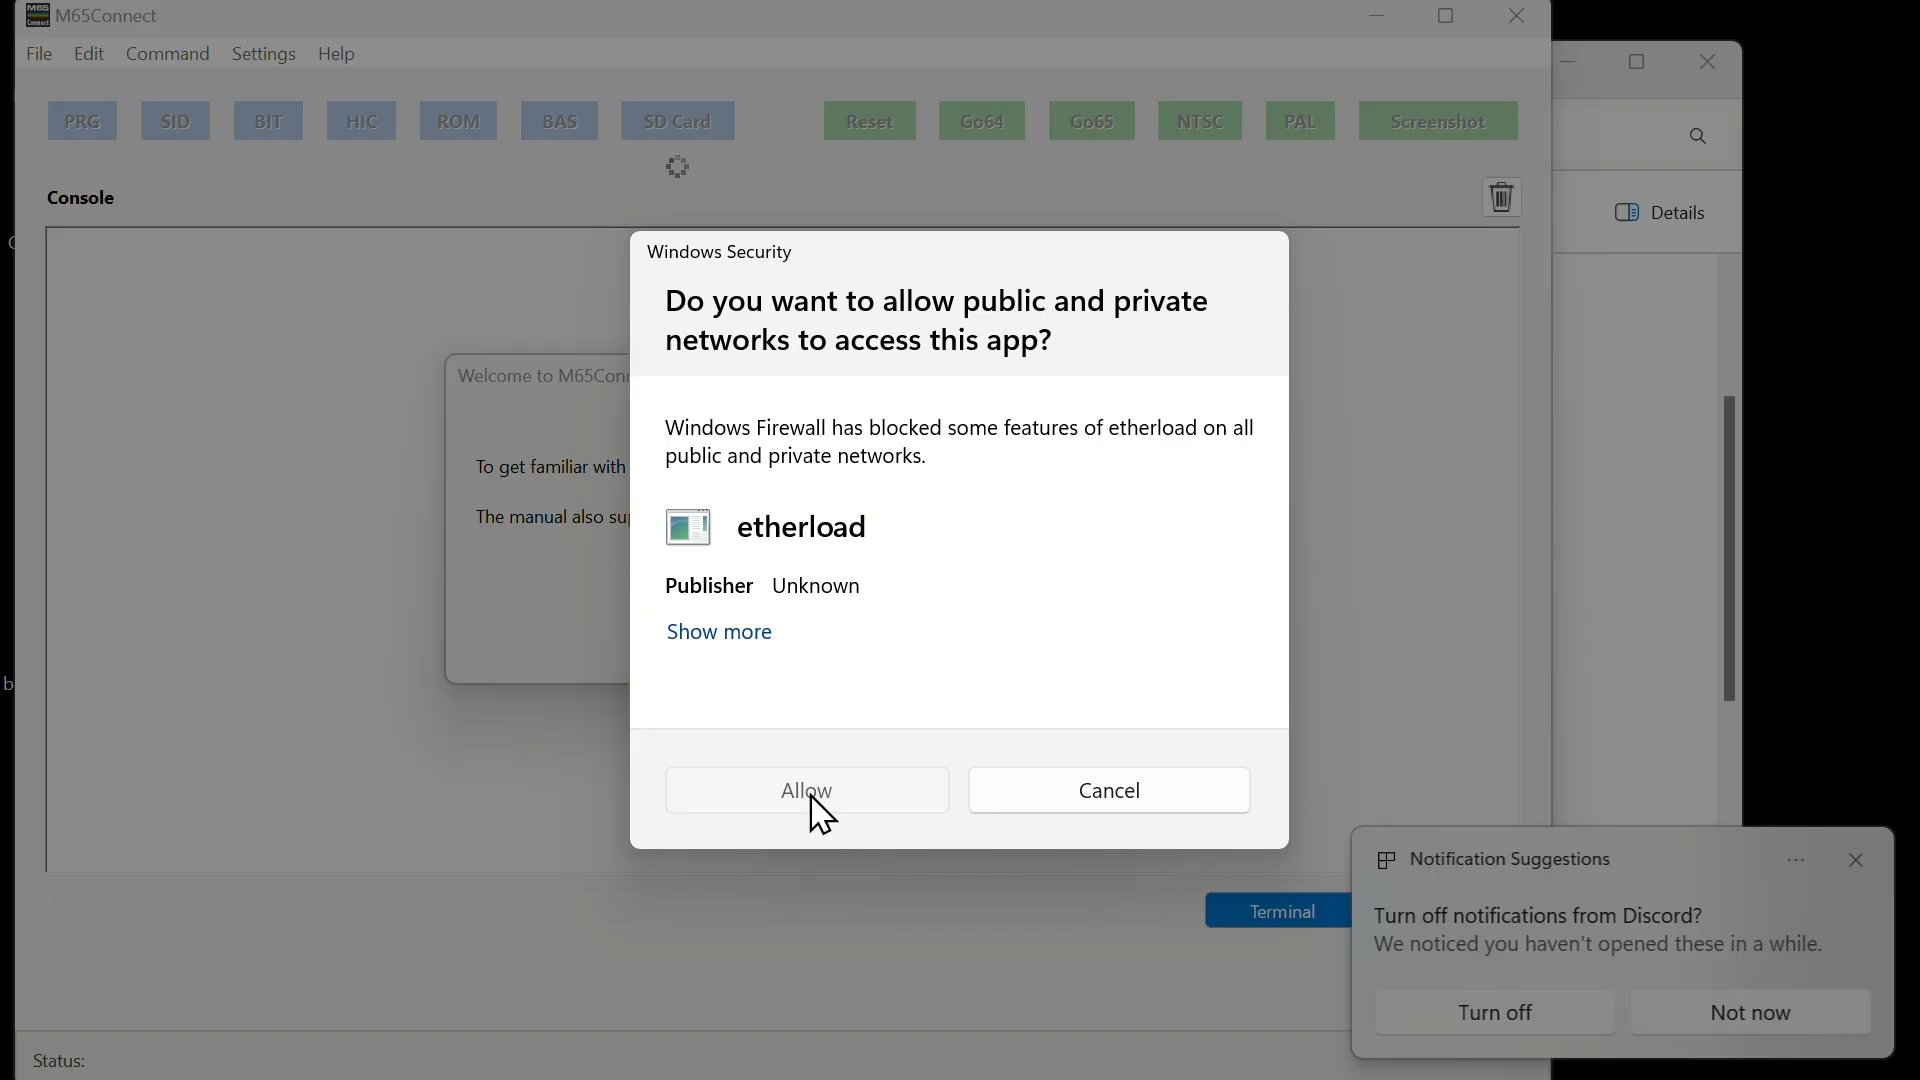 M65Connect
File Edit Command Settings Help
PRG SID BIT HIC ROM BAS SD Card Reset Go64 Go65 NTSC PAL Screenshot
Console
Details
Windows Security
Do you want to allow public and private
networks to access this app?
Welcome to M65Conn
Windows Firewall has blocked some features of etherload on all
public and private networks.
To get familiar with
The manual also su
etherload
Publisher Unknown
Show more
Allow Cancel
Terminal
Notification Suggestions
Turn off notifications from Discord?
We noticed you haven't opened these in a while.
Turn off Not now
Status: